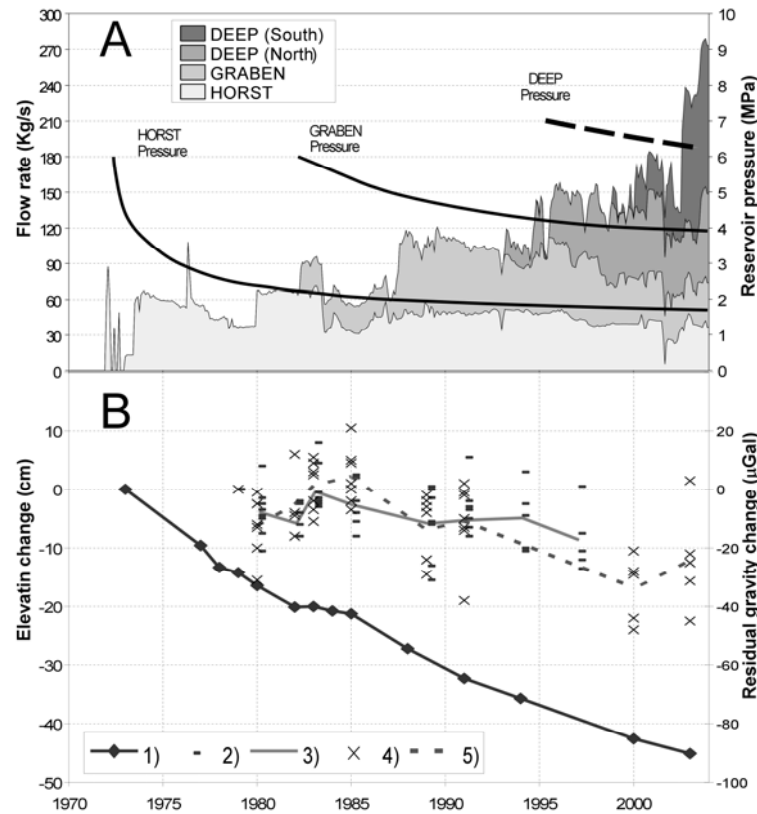 A
DEEP (South)
DEEP (North)
GRABEN
HORST
HORST
Pressure
GRABEN
Pressure
DEEP
Pressure
Flow rate (Kg/s)
300
270
240
210
180
150
120
90
60
30
0
Reservoir pressure (MPa)
10
9
8
7
6
5
4
3
2
1
0
B
Elevatin change (cm)
10
0
-10
-20
-30
-40
-50
Residual gravity change (µGal)
20
0
-20
-40
-60
-80
-100
1) 2) 3) 4) 5)
1970 1975 1980 1985 1990 1995 2000